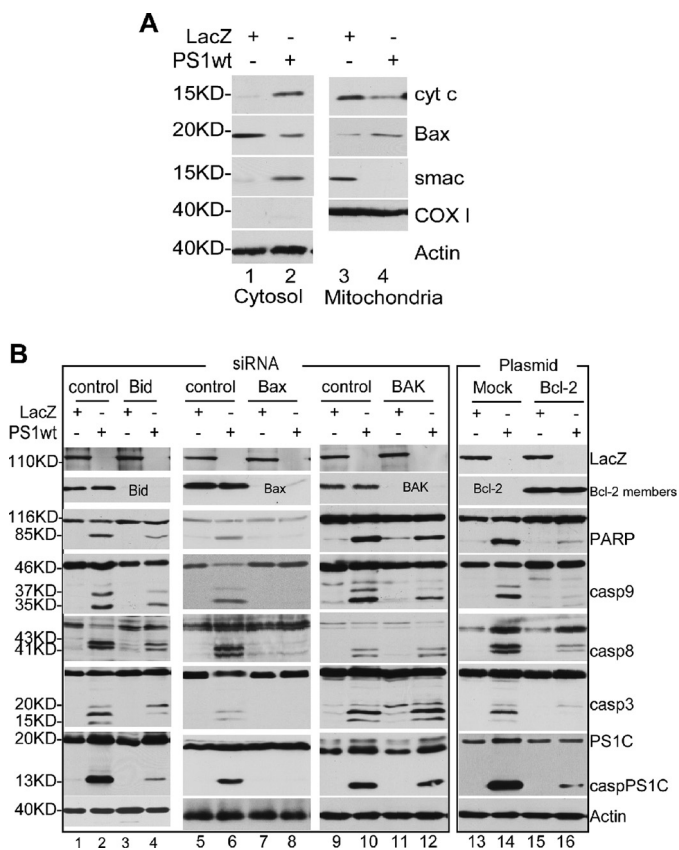 A
LacZ + - + -
PS1wt - + - +
15KD- cyt c
20KD- Bax
15KD- smac
40KD- COX I
40KD- Actin
1 2 3 4
Cytosol Mitochondria
B
siRNA Plasmid
control Bid control Bax control BAK Mock Bcl-2
LacZ + - + - + - + - + - + - + - + -
PS1wt - + - + - + - + - + - + - + - +
110KD- LacZ
Bid Bax BAK Bcl-2 Bcl-2 members
116KD-
85KD- PARP
46KD-
37KD-
35KD- casp9
43KD-
41KD- casp8
20KD-
15KD- casp3
20KD- PS1C
13KD- caspPS1C
40KD- Actin
1 2 3 4 5 6 7 8 9 10 11 12 13 14 15 16